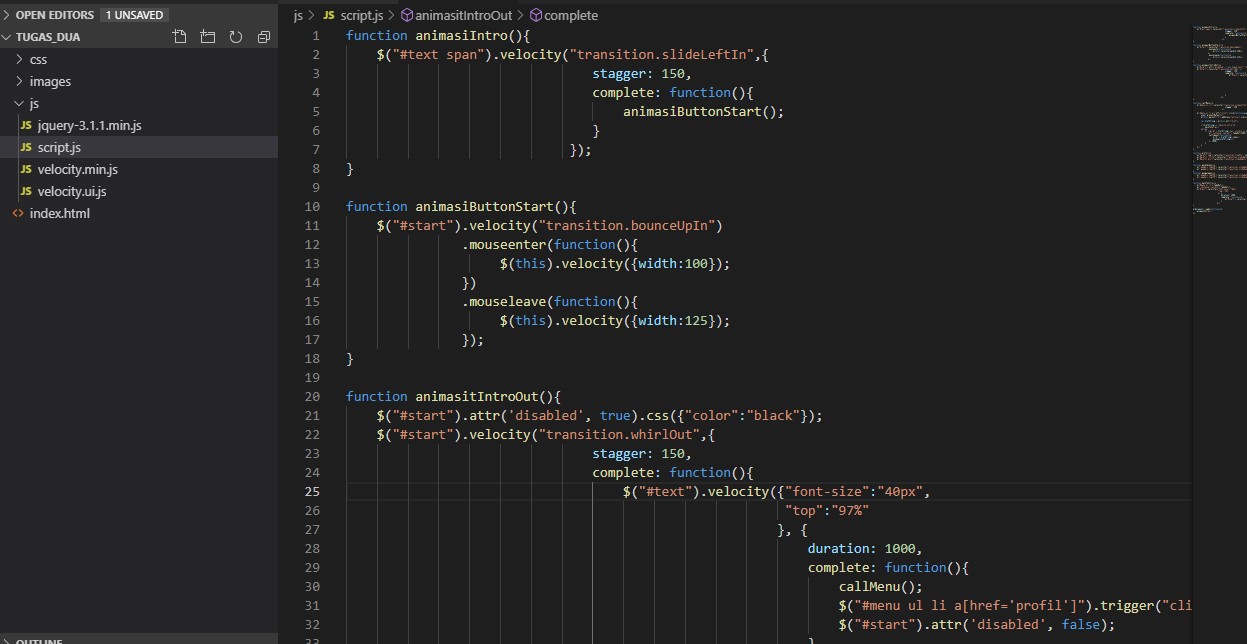 OPEN EDITORS 1 UNSAVED
TUGAS_DUA
css
images
js
JS jquery-3.1.1.min.js
JS script.js
JS velocity.min.js
JS velocity.ui.js
<> index.html
OUTLINE
js > JS script.js > animasitIntroOut > complete
1 function animasiIntro(){
2 $("#text span").velocity("transition.slideLeftIn",{
3 stagger: 150,
4 complete: function(){
5 animasiButtonStart();
6 }
7 });
8 }
9
10 function animasiButtonStart(){
11 $("#start").velocity("transition.bounceUpIn")
12 .mouseenter(function(){
13 $(this).velocity({width:100});
14 })
15 .mouseleave(function(){
16 $(this).velocity({width:125});
17 });
18 }
19
20 function animasitIntroOut(){
21 $("#start").attr('disabled', true).css({"color":"black"});
22 $("#start").velocity("transition.whirlOut",{
23 stagger: 150,
24 complete: function(){
25 $("#text").velocity({"font-size":"40px",
26 "top":"97%"
27 }, {
28 duration: 1000,
29 complete: function(){
30 callMenu();
31 $("#menu ul li a[href='profil']").trigger("cli
32 $("#start").attr('disabled', false);
33 }